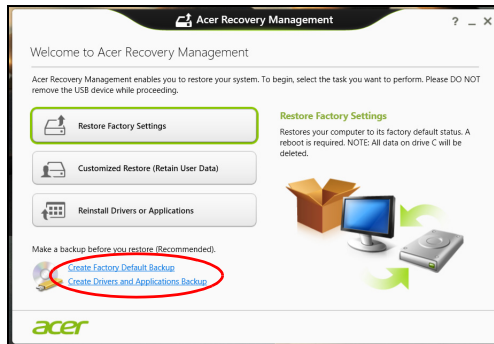 Acer Recovery Management
Welcome to Acer Recovery Management
Acer Recovery Management enables you to restore your system. To begin, select the task you want to perform. Please DO NOT
remove the USB device while proceeding.
Restore Factory Settings
Customized Restore (Retain User Data)
Reinstall Drivers or Applications
Restore Factory Settings
Restores your computer to its factory default status. A
reboot is required. NOTE: All data on drive C will be
deleted.
Make a backup before you restore (Recommended).
Create Factory Default Backup
Create Drivers and Applications Backup
acer